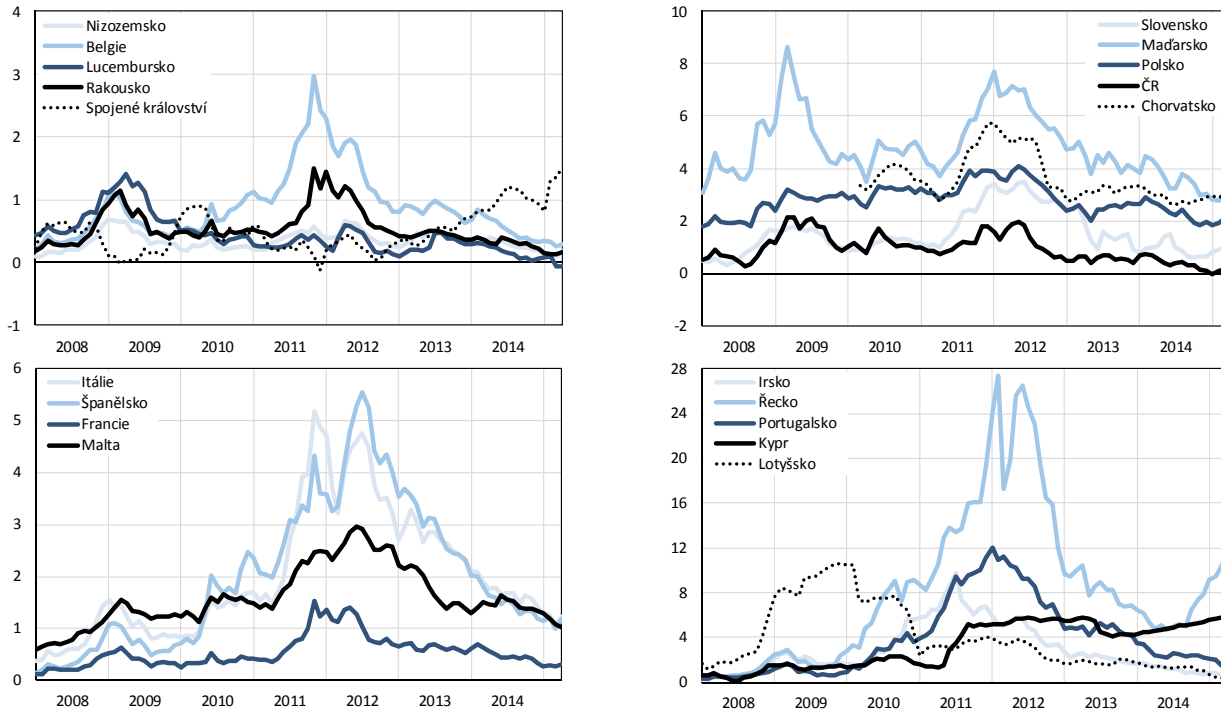 4
3
2
1
0
-1
Nizozemsko
Belgie
Lucembursko
Rakousko
Spojené království
2008 2009 2010 2011 2012 2013 2014
10
8
6
4
2
0
-2
Slovensko
Maďarsko
Polsko
ČR
Chorvatsko
2008 2009 2010 2011 2012 2013 2014
6
5
4
3
2
1
0
Itálie
Španělsko
Francie
Malta
2008 2009 2010 2011 2012 2013 2014
28
24
20
16
12
8
4
0
Irsko
Řecko
Portugalsko
Kypr
Lotyšsko
2008 2009 2010 2011 2012 2013 2014